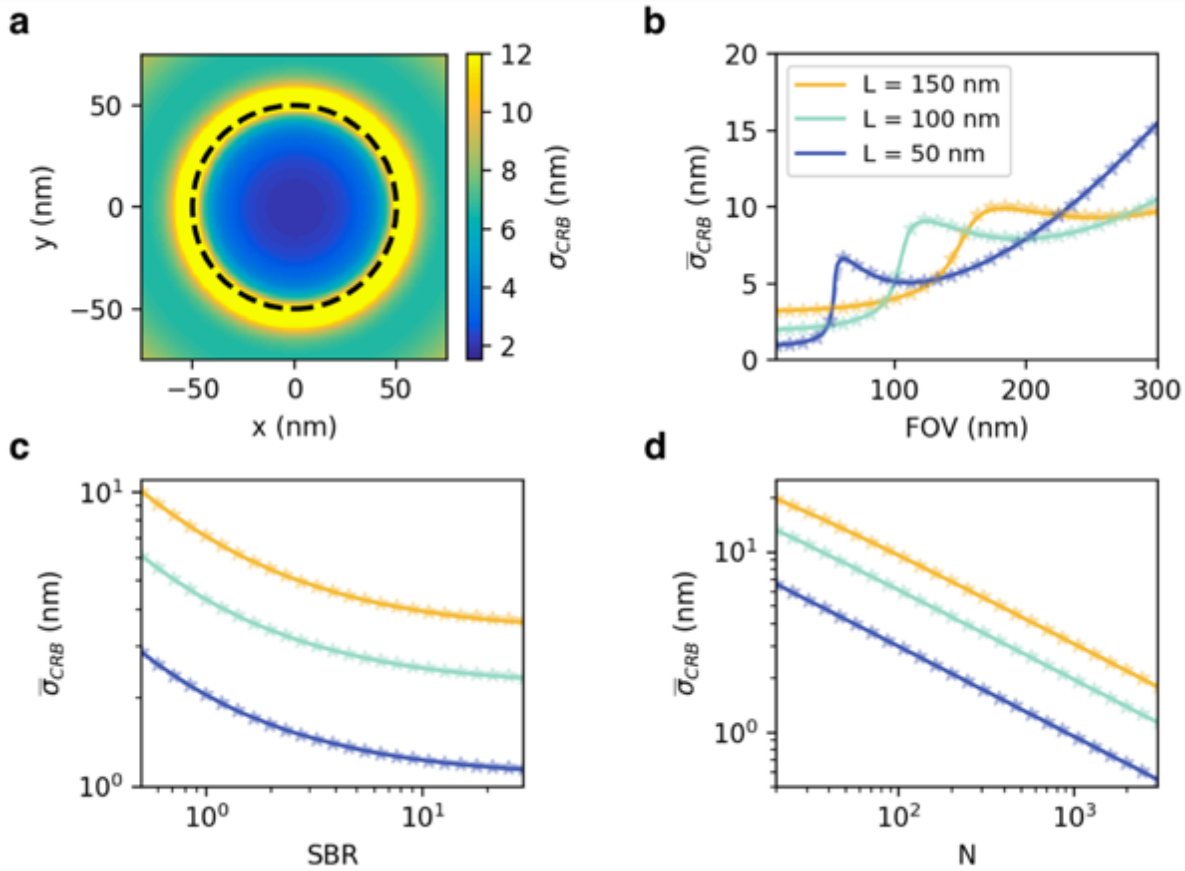 a
50
0
−50
y (nm)
−50
0
50
x (nm)
12
10
8
6
4
2
σCRB (nm)
b
20
15
10
5
0
σ̅CRB (nm)
L = 150 nm
L = 100 nm
L = 50 nm
100
200
300
FOV (nm)
c
10¹
10⁰
σ̅CRB (nm)
10⁰
10¹
SBR
d
10¹
10⁰
σ̅CRB (nm)
10²
10³
N